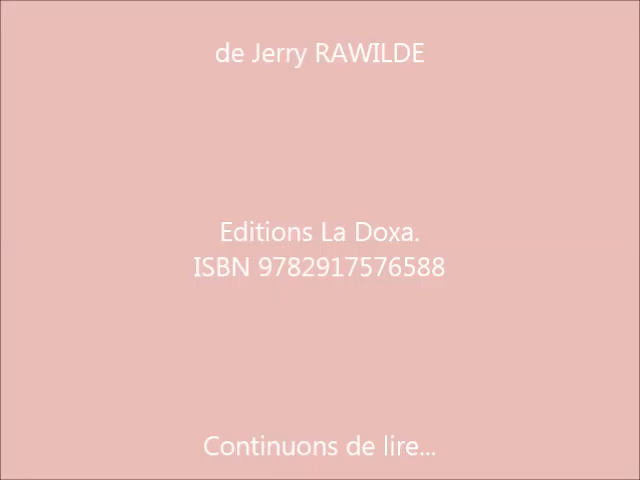 de Jerry RAWILDE
Editions La Doxa.
ISBN 9782917576588
Continuons de lire...